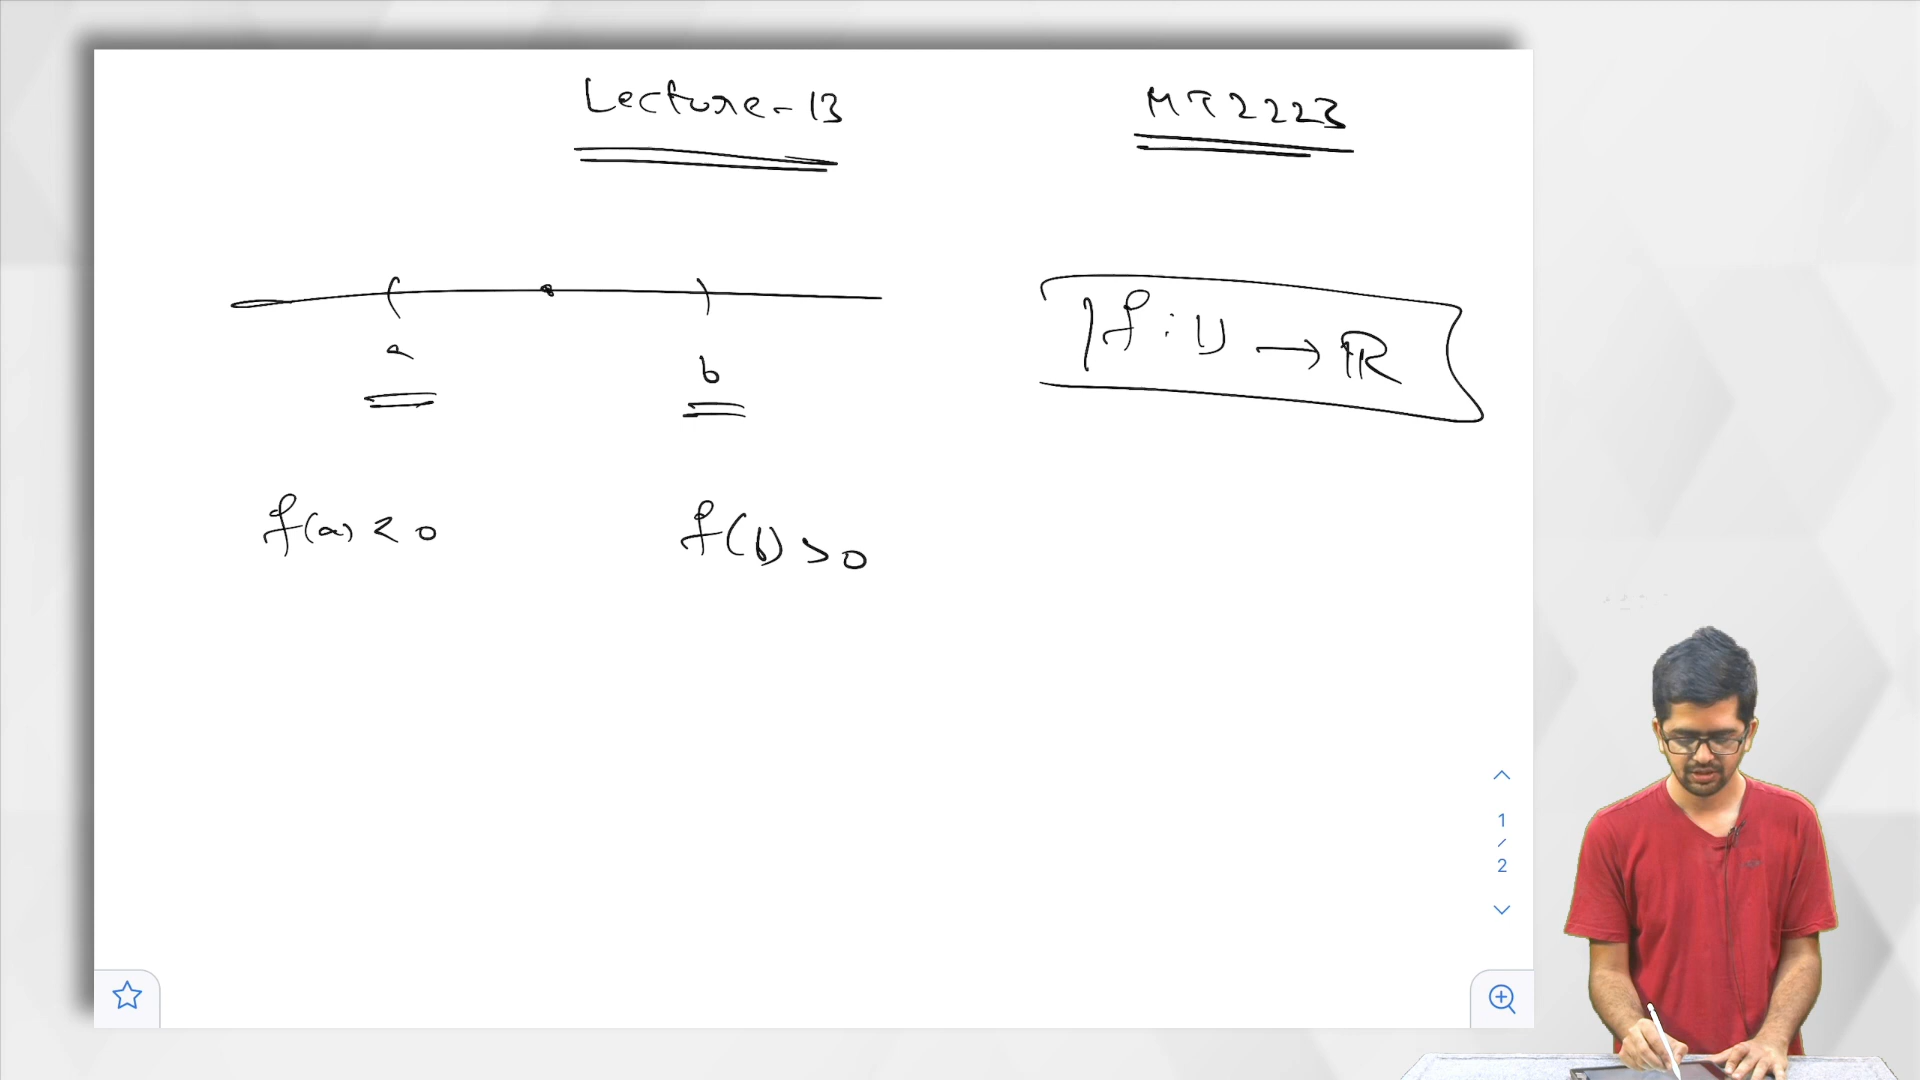 Lecture-13 MT2223
( . )
a b
f: D → ℝ
f(a) < 0 f(b) > 0
1
/
2